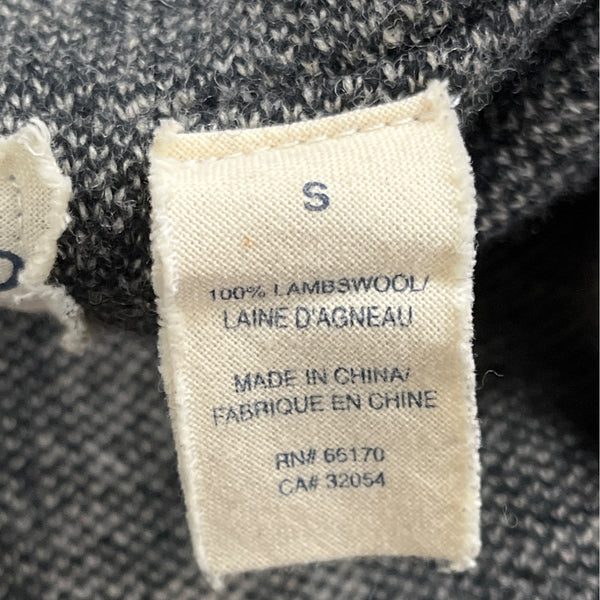 S
100% LAMBSWOOL/
LAINE D'AGNEAU
MADE IN CHINA/
FABRIQUE EN CHINE
RN# 66170
CA# 32054